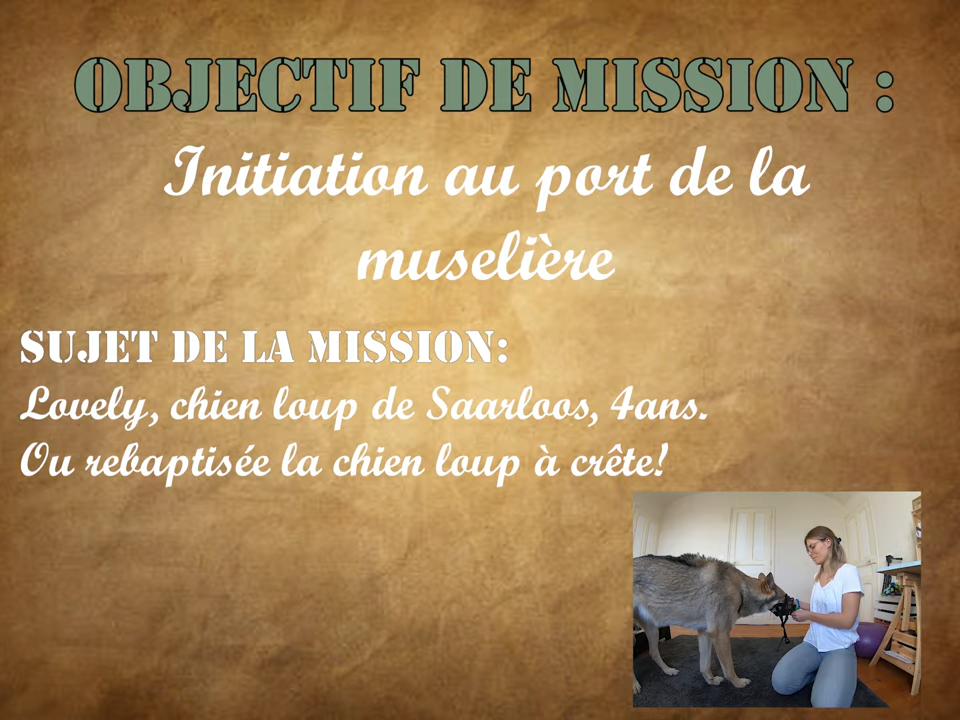 OBJECTIF DE MISSION :
Initiation au port de la
muselière
SUJET DE LA MISSION:
Lovely, chien loup de Saarloos, 4ans.
Ou rebaptisée la chien loup à crête!